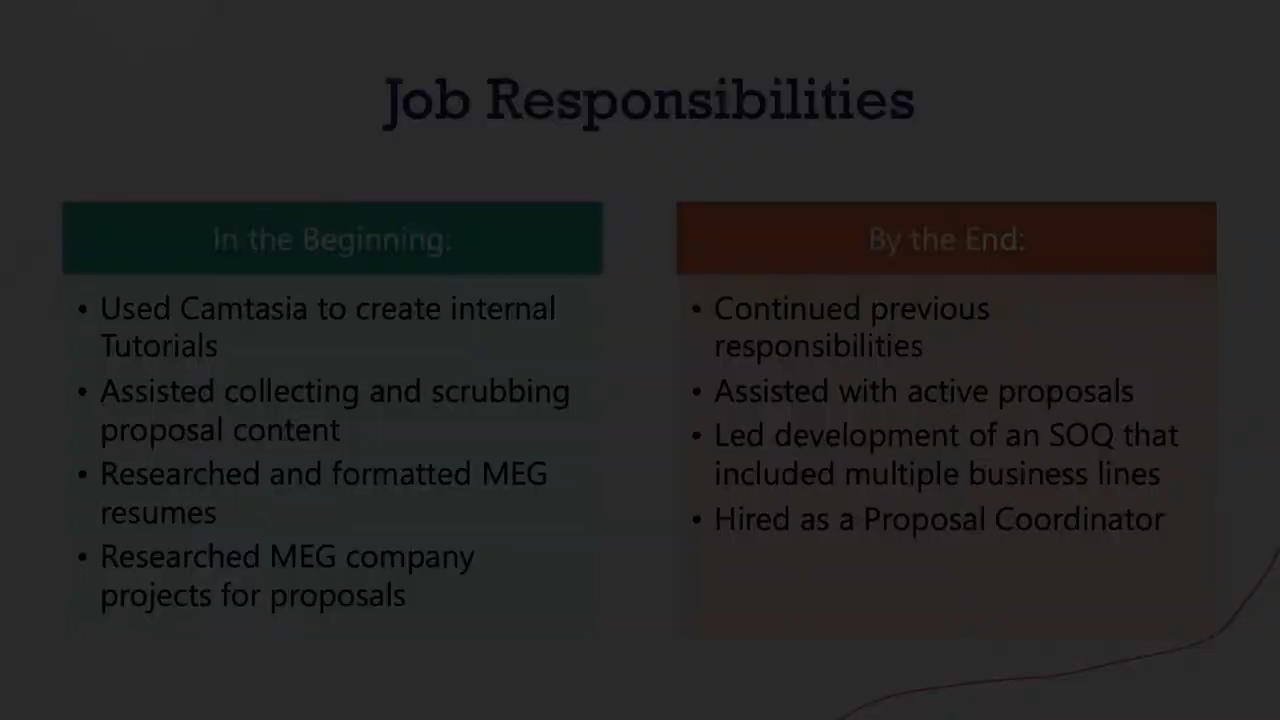 Job Responsibilities
In the Beginning:
• Used Camtasia to create internal
Tutorials
• Assisted collecting and scrubbing
proposal content
• Researched and formatted MEG
resumes
• Researched MEG company
projects for proposals
By the End:
• Continued previous
responsibilities
• Assisted with active proposals
• Led development of an SOQ that
included multiple business lines
• Hired as a Proposal Coordinator